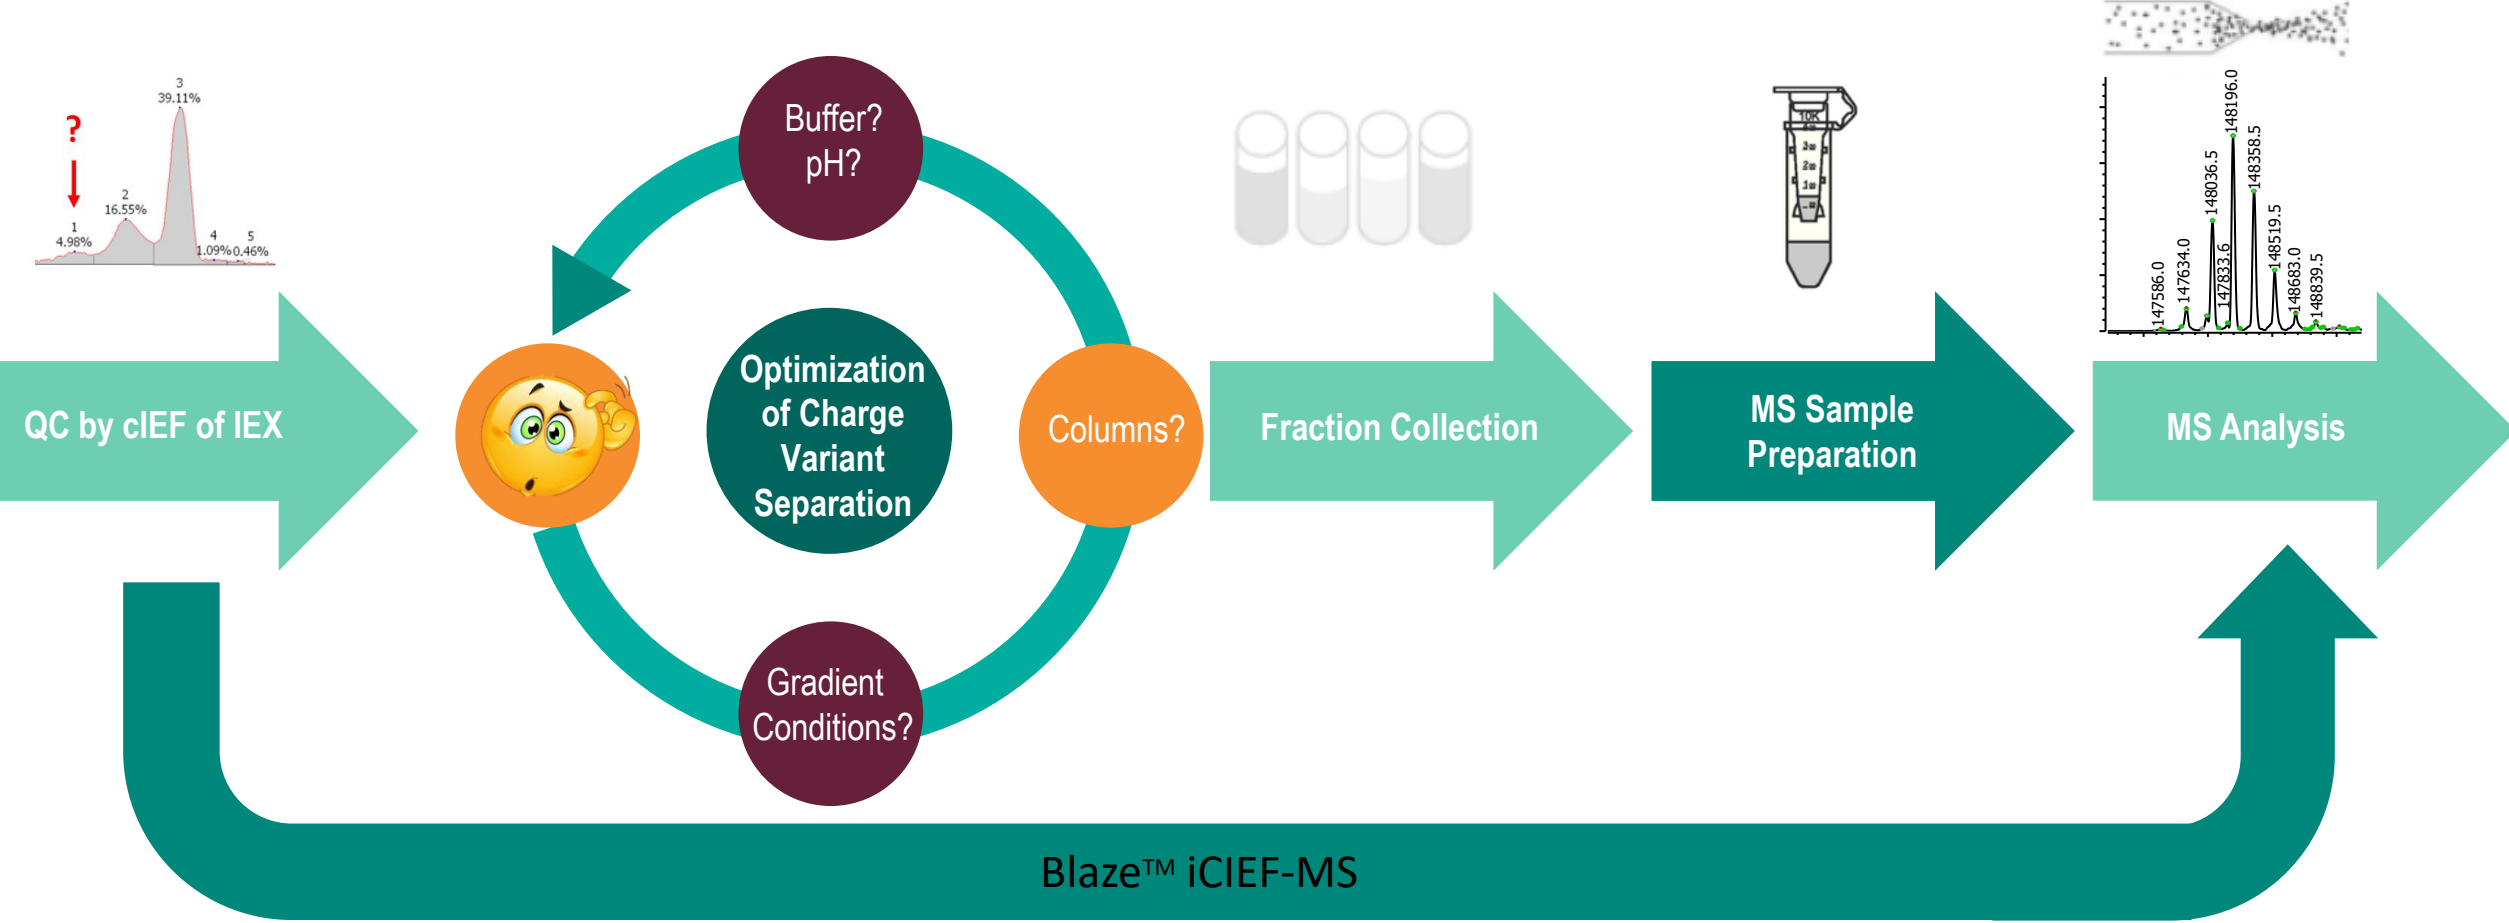 ?
1
4.98%
2
16.55%
3
39.11%
4
1.09%
5
0.46%
QC by cIEF of IEX
Buffer?
pH?
Optimization
of Charge
Variant
Separation
Columns?
Gradient
Conditions?
Fraction Collection
10K
MS Sample
Preparation
147586.0
147634.0
148036.5
147833.6
148196.0
148358.5
148519.5
148683.0
148839.5
MS Analysis
Blaze™ iCIEF-MS